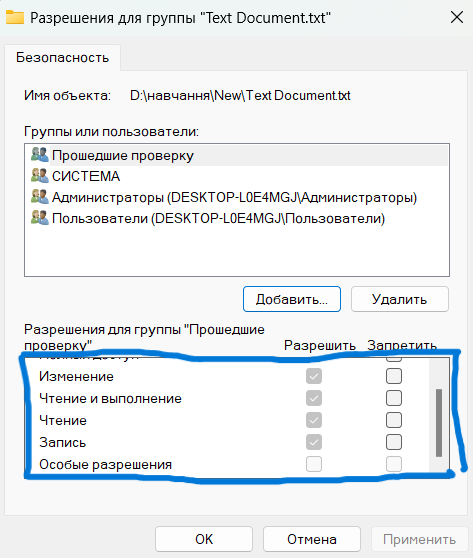 Разрешения для группы "Text Document.txt"
Безопасность
Имя объекта: D:\навчання\New\Text Document.txt
Группы или пользователи:
Прошедшие проверку
СИСТЕМА
Администраторы (DESKTOP-L0E4MGJ\Администраторы)
Пользователи (DESKTOP-L0E4MGJ\Пользователи)
Добавить... Удалить
Разрешения для группы "Прошедшие
проверку" Разрешить Запретить
Полный доступ
Изменение
Чтение и выполнение
Чтение
Запись
Особые разрешения
OK Отмена Применить